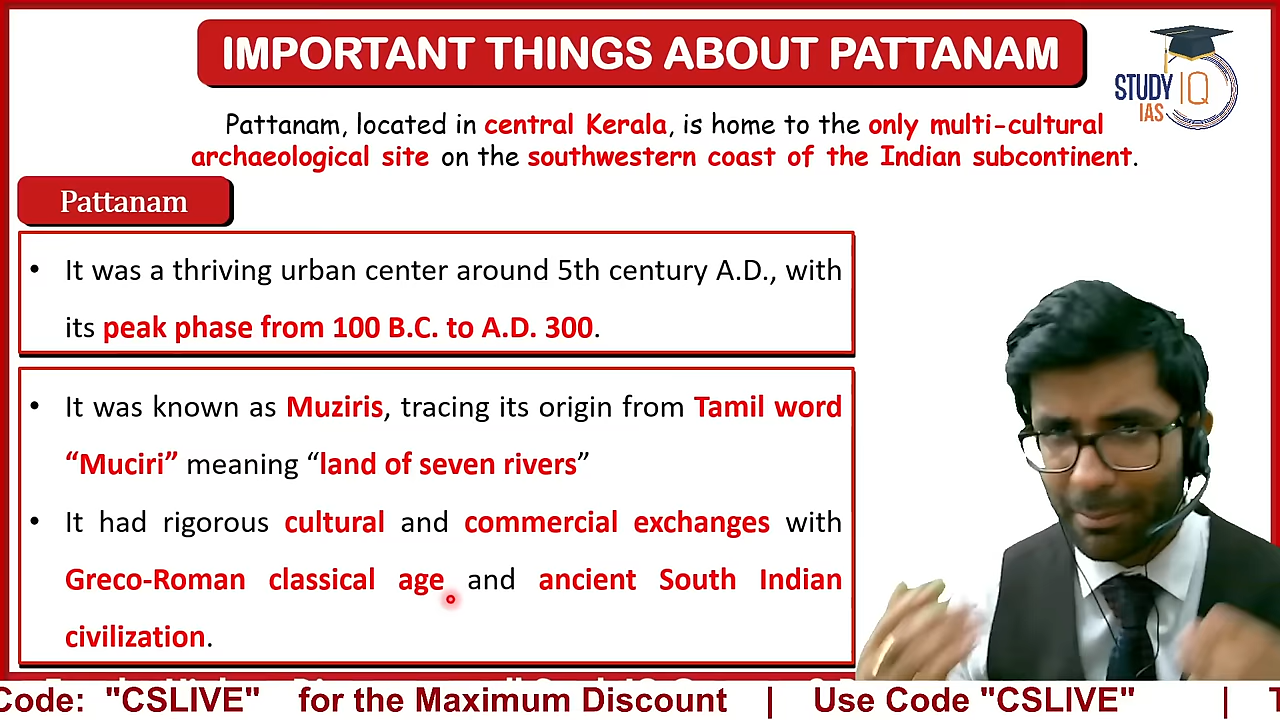 IMPORTANT THINGS ABOUT PATTANAM
STUDY IQ
IAS
Pattanam, located in central Kerala, is home to the only multi-cultural
archaeological site on the southwestern coast of the Indian subcontinent.
Pattanam
• It was a thriving urban center around 5th century A.D., with
its peak phase from 100 B.C. to A.D. 300.
• It was known as Muziris, tracing its origin from Tamil word
“Muciri” meaning “land of seven rivers”
• It had rigorous cultural and commercial exchanges with
Greco-Roman classical age and ancient South Indian
civilization.
Code: "CSLIVE" for the Maximum Discount | Use Code "CSLIVE" | T